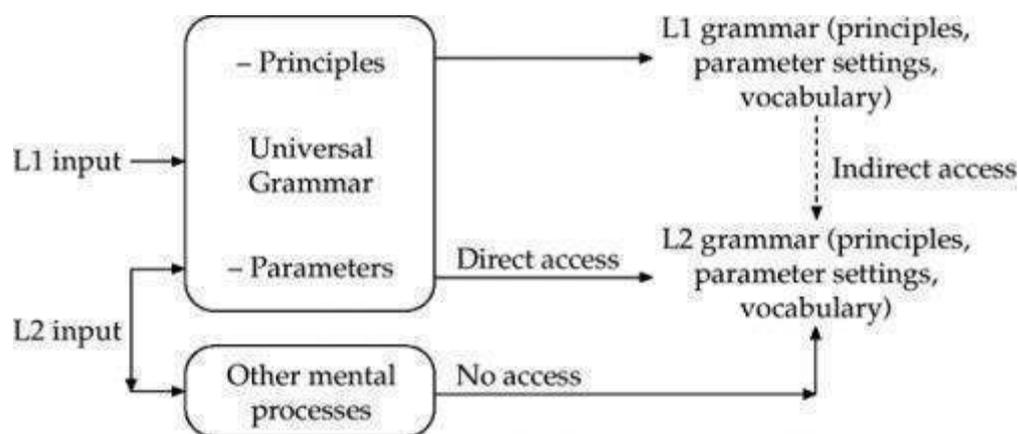 – Principles
L1 grammar (principles,
parameter settings,
vocabulary)
L1 input
Universal
Grammar
Indirect access
– Parameters
Direct access
L2 grammar (principles,
parameter settings,
vocabulary)
L2 input
Other mental
processes
No access